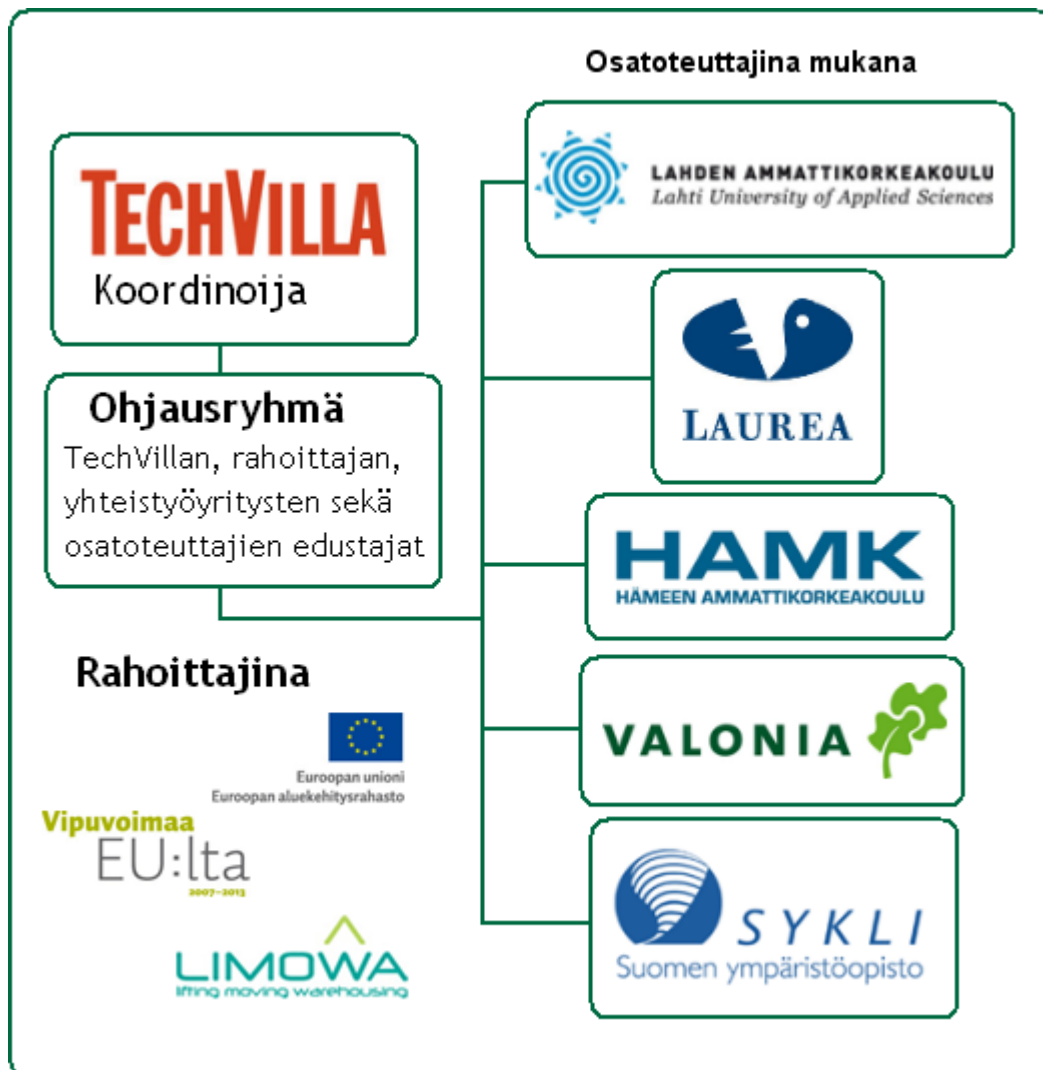 Osatoteuttajina mukana
TECHVILLA
Koordinoija
LAHDEN AMMATTIKORKEAKOULU
Lahti University of Applied Sciences
LAUREA
Ohjausryhmä
TechVillan, rahoittajan,
yhteistyöyritysten sekä
osatoteuttajien edustajat
HAMK
HÄMEEN AMMATTIKORKEAKOULU
Rahoittajina
Euroopan unioni
Euroopan aluekehitysrahasto
VALONIA
Vipuvoimaa
EU:lta
2007–2013
SYKLI
Suomen ympäristöopisto
LIMOWA
lifting moving warehousing